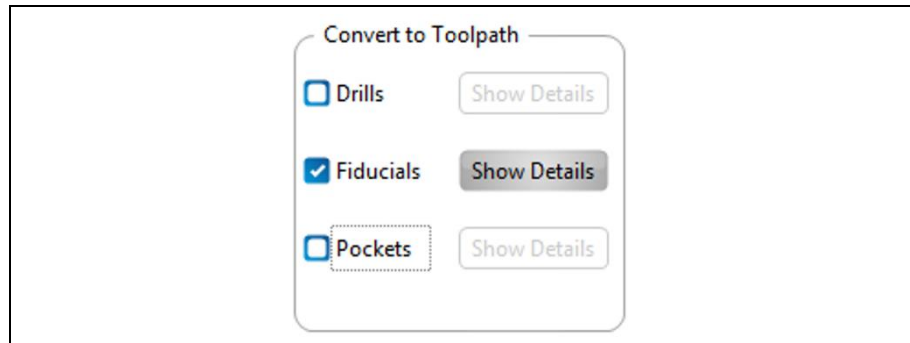 Convert to Toolpath
Drills Show Details
Fiducials Show Details
Pockets Show Details